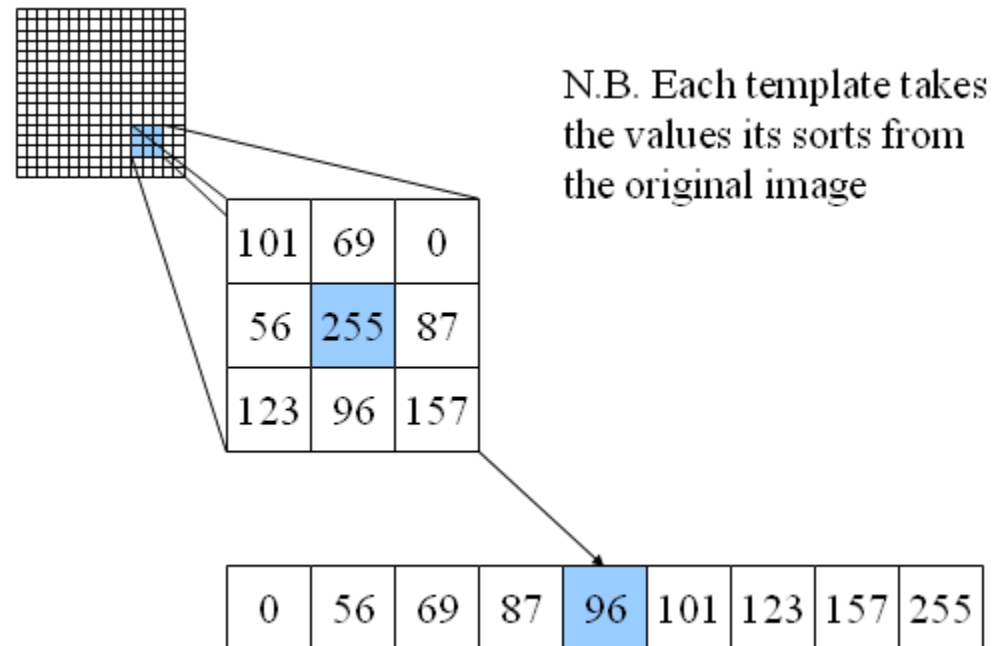 N.B. Each template takes
the values its sorts from
the original image
101 69 0
56 255 87
123 96 157
0 56 69 87 96 101 123 157 255